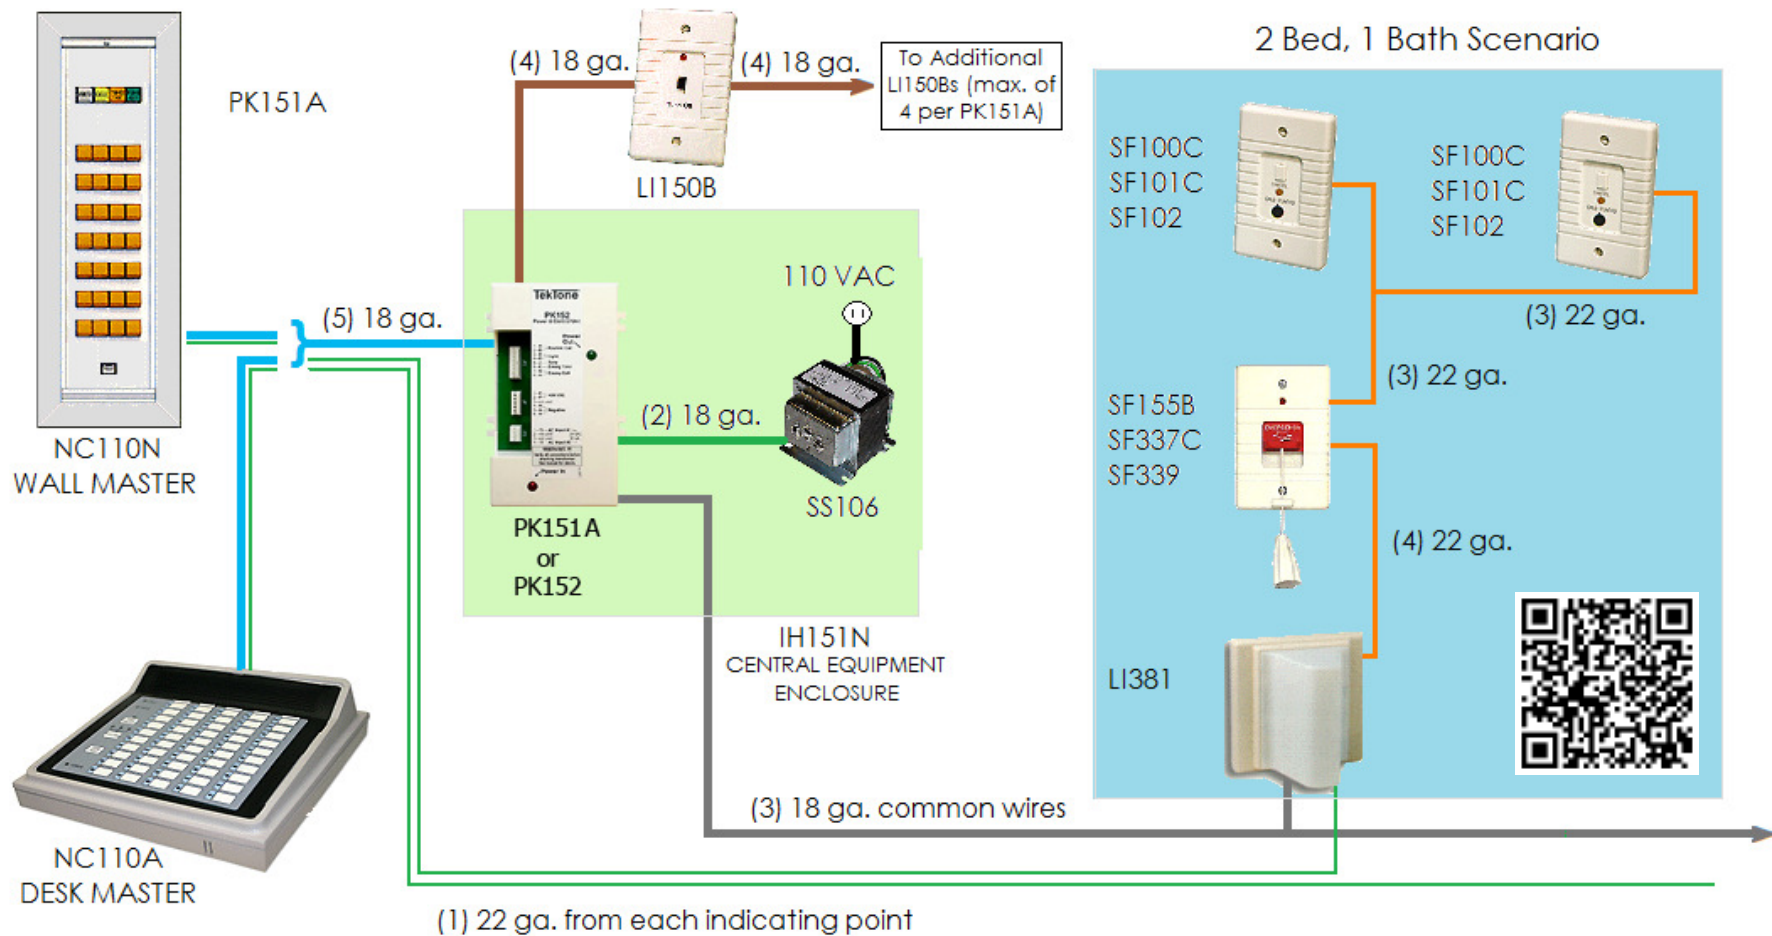 PK151A
NC110N
WALL MASTER
NC110A
DESK MASTER
(5) 18 ga.
(4) 18 ga.
(4) 18 ga.
LI150B
To Additional
LI150Bs (max. of
4 per PK151A)
TekTone
PK152
110 VAC
(2) 18 ga.
SS106
PK151A
or
PK152
IH151N
CENTRAL EQUIPMENT
ENCLOSURE
2 Bed, 1 Bath Scenario
SF100C
SF101C
SF102
SF100C
SF101C
SF102
(3) 22 ga.
(3) 22 ga.
SF155B
SF337C
SF339
(4) 22 ga.
LI381
(3) 18 ga. common wires
(1) 22 ga. from each indicating point